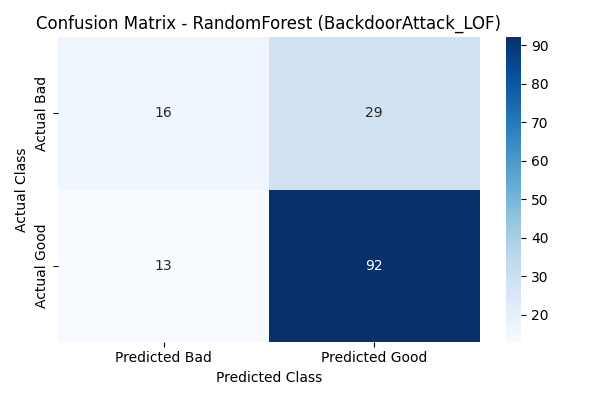 Confusion Matrix - RandomForest (BackdoorAttack_LOF)
Actual Class
Actual Bad
16
29
Actual Good
13
92
Predicted Bad
Predicted Good
Predicted Class
90
80
70
60
50
40
30
20